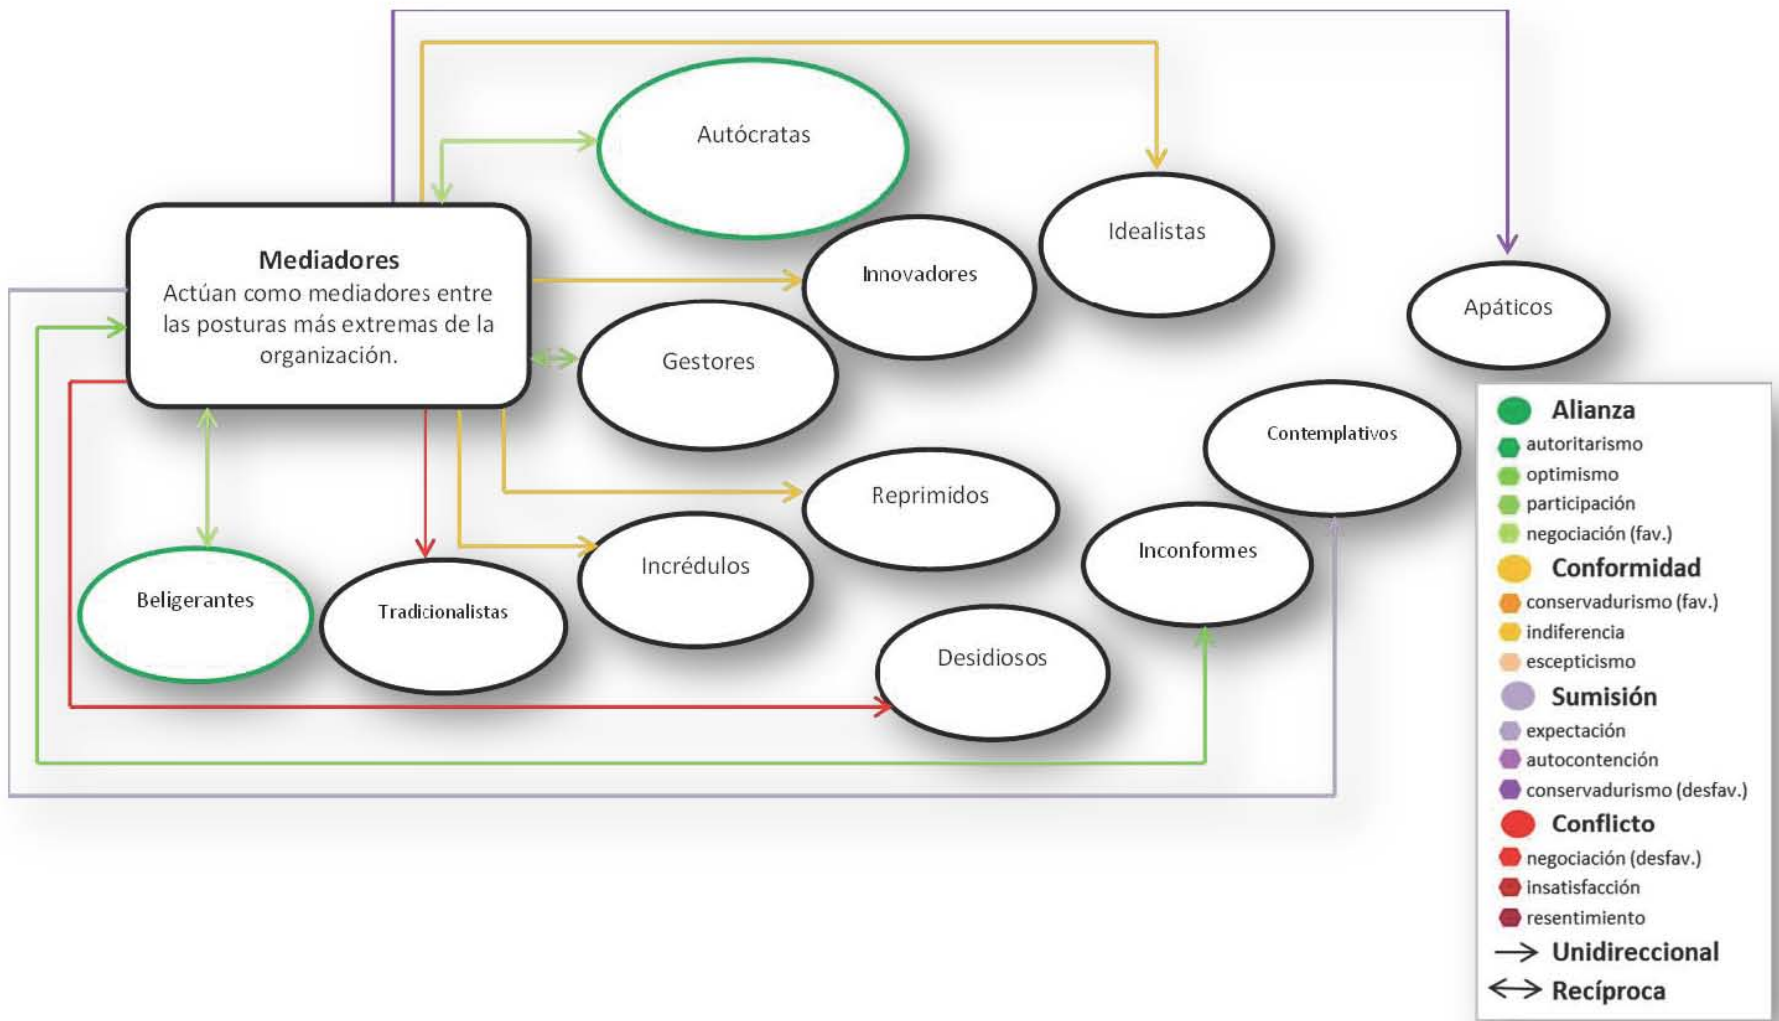 Autócratas
Idealistas
Mediadores
Actúan como mediadores entre
las posturas más extremas de la
organización.
Innovadores
Apáticos
Gestores
Contemplativos
Reprimidos
Inconformes
Incrédulos
Beligerantes
Tradicionalistas
Desidiosos
Alianza
autoritarismo
optimismo
participación
negociación (fav.)
Conformidad
conservadurismo (fav.)
indiferencia
escepticismo
Sumisión
expectación
autocontención
conservadurismo (desfav.)
Conflicto
negociación (desfav.)
insatisfacción
resentimiento
Unidireccional
Recíproca